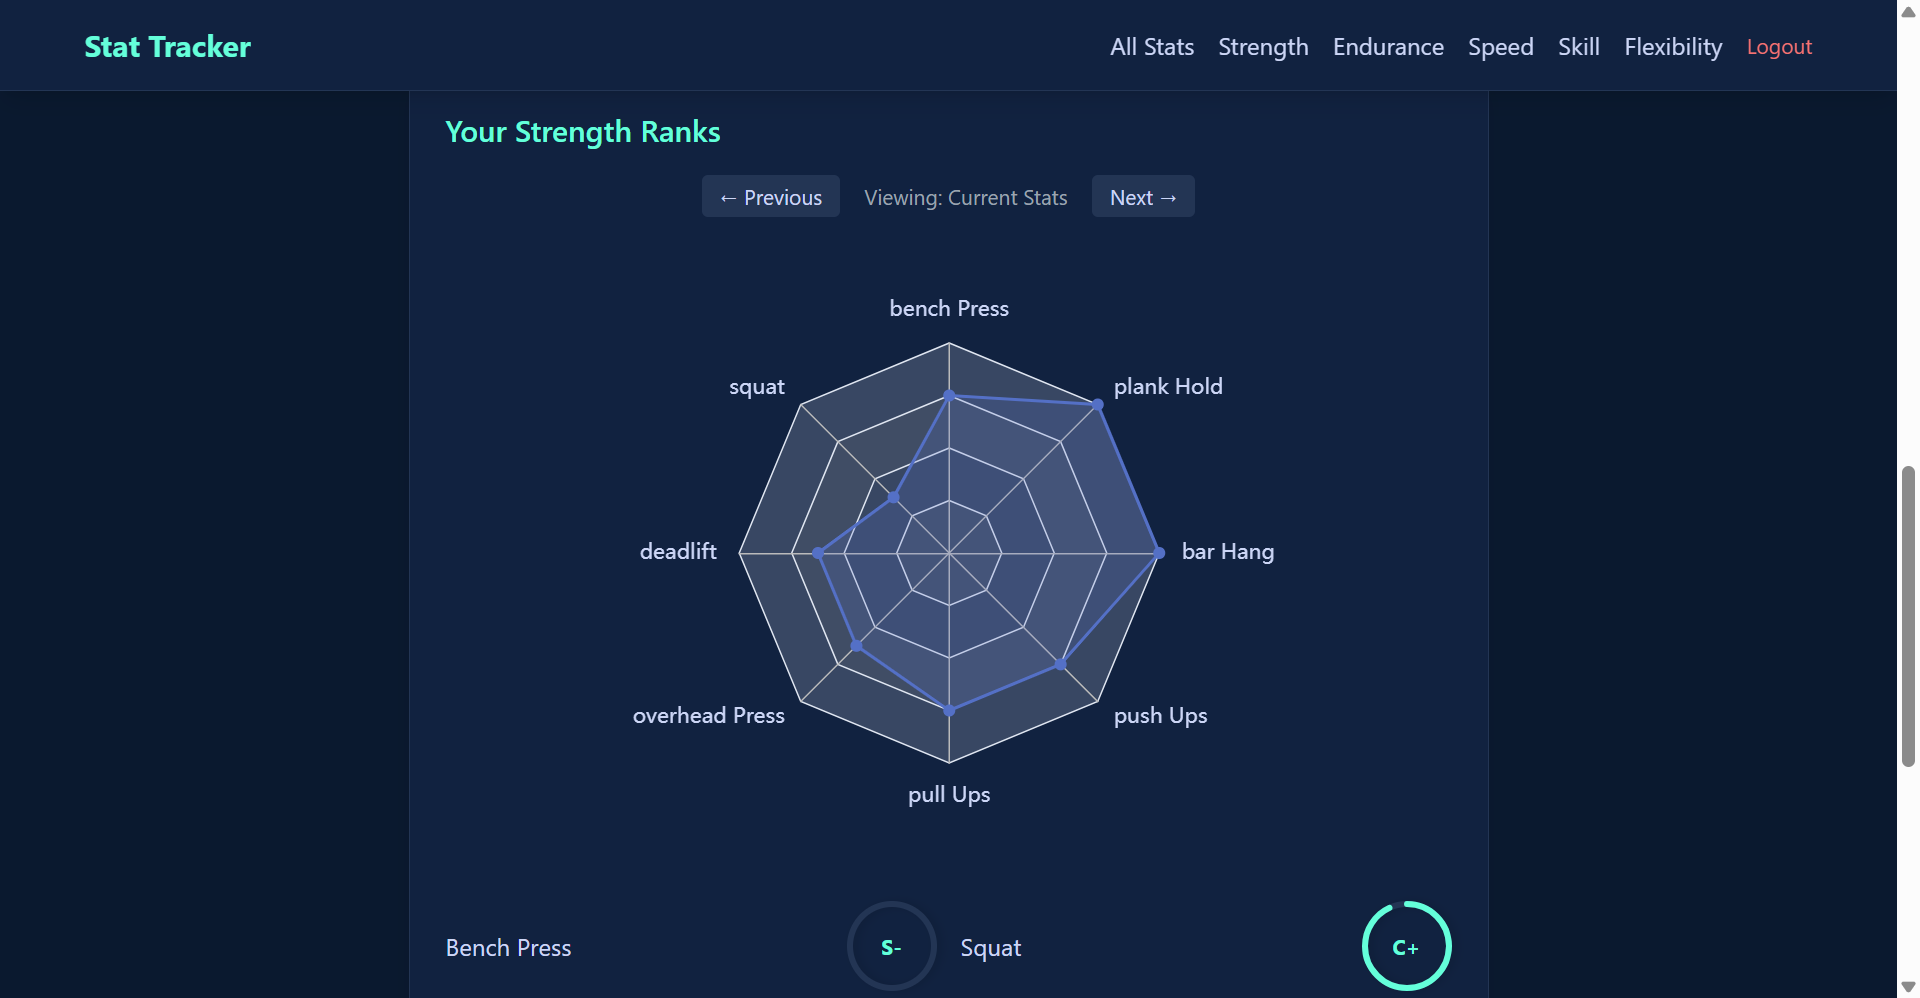 Stat Tracker
All Stats Strength Endurance Speed Skill Flexibility Logout
Your Strength Ranks
← Previous Viewing: Current Stats Next →
bench Press
squat plank Hold
deadlift bar Hang
overhead Press push Ups
pull Ups
Bench Press S- Squat C+